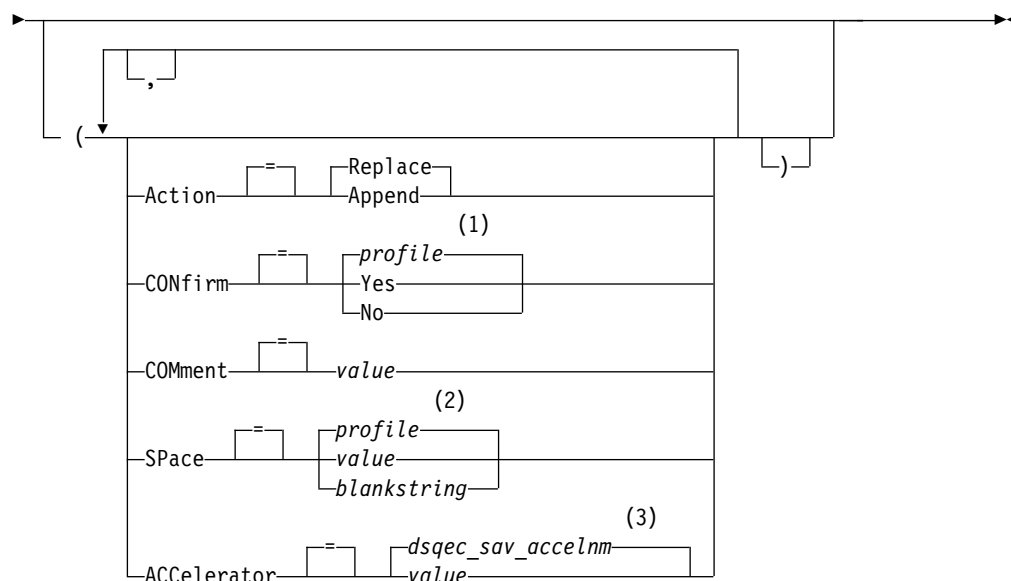 ,
(
)
= Replace
Action Append
(1)
= profile
CONfirm Yes
No
=
COMment value
(2)
= profile
SPace value
blankstring
(3)
= dsqec_sav_accelnm
ACCelerator value